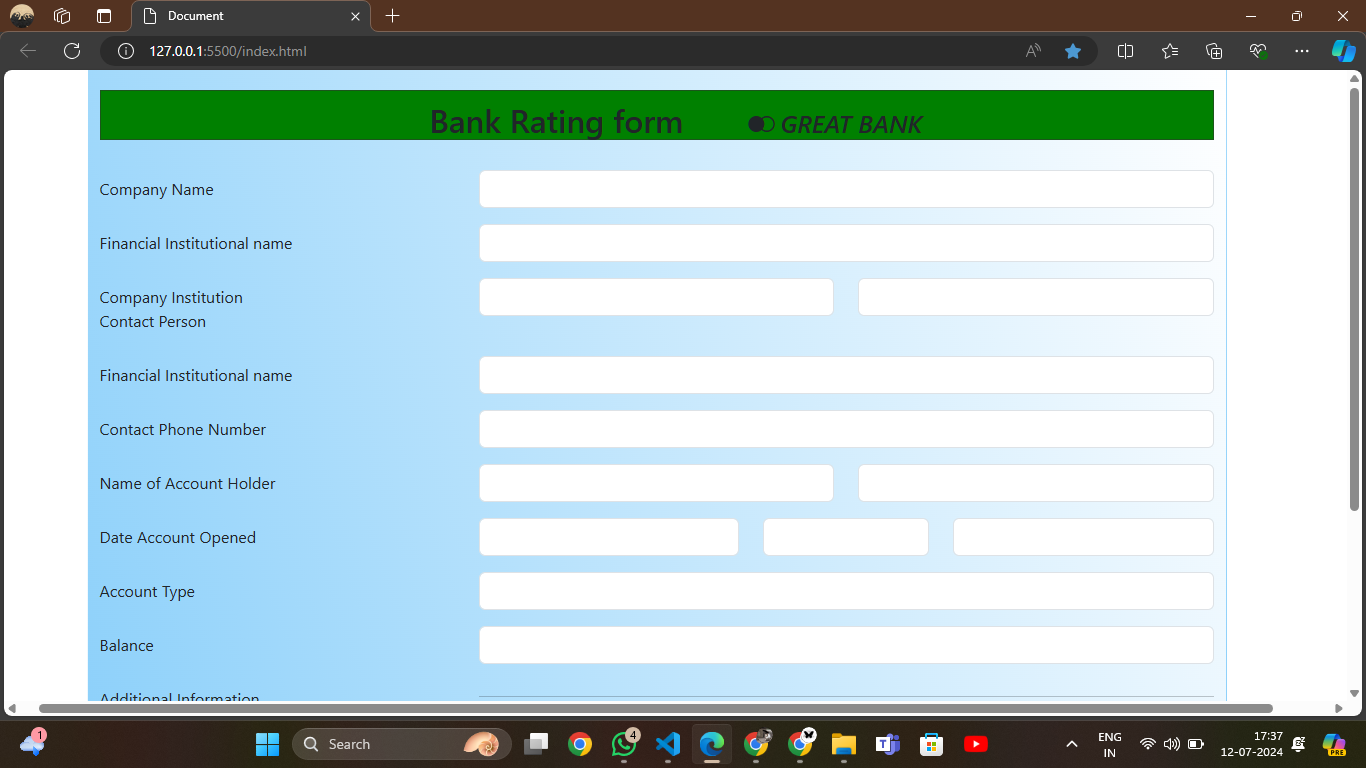 Document
127.0.0.1:5500/index.html
Bank Rating form GREAT BANK
Company Name
Financial Institutional name
Company Institution
Contact Person
Financial Institutional name
Contact Phone Number
Name of Account Holder
Date Account Opened
Account Type
Balance
Additional Information
1
Search
4
ENG
IN
17:37
12-07-2024
PRE